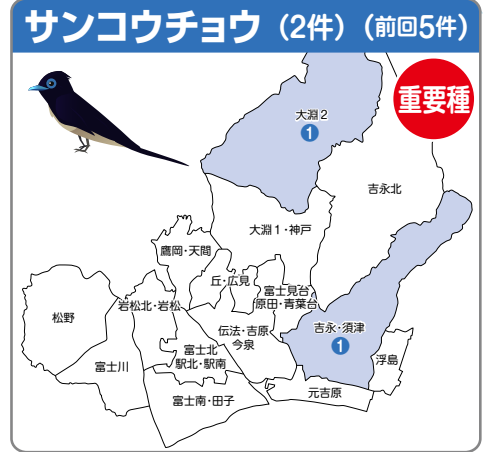 サンコウチョウ（2件）（前回5件）
重要種
大淵2
1
吉永北
大淵1・神戸
鷹岡・天間
丘・広見
富士見台
原田・青葉台
岩松北・岩松
松野
伝法・吉原
今泉
吉永・須津
1
富士北
駅北・駅南
浮島
富士川
元吉原
富士南・田子